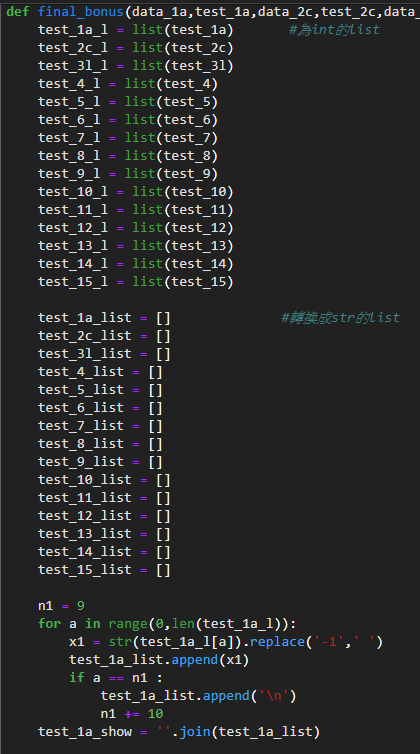 def final_bonus(data_1a,test_1a,data_2c,test_2c,data_
test_1a_l = list(test_1a) #為int的list
test_2c_l = list(test_2c)
test_3l_l = list(test_3l)
test_4_l = list(test_4)
test_5_l = list(test_5)
test_6_l = list(test_6)
test_7_l = list(test_7)
test_8_l = list(test_8)
test_9_l = list(test_9)
test_10_l = list(test_10)
test_11_l = list(test_11)
test_12_l = list(test_12)
test_13_l = list(test_13)
test_14_l = list(test_14)
test_15_l = list(test_15)
test_1a_list = [] #轉換成str的list
test_2c_list = []
test_3l_list = []
test_4_list = []
test_5_list = []
test_6_list = []
test_7_list = []
test_8_list = []
test_9_list = []
test_10_list = []
test_11_list = []
test_12_list = []
test_13_list = []
test_14_list = []
test_15_list = []
n1 = 9
for a in range(0,len(test_1a_l)):
x1 = str(test_1a_l[a]).replace('-1',' ')
test_1a_list.append(x1)
if a == n1 :
test_1a_list.append('\n')
n1 += 10
test_1a_show = ''.join(test_1a_list)